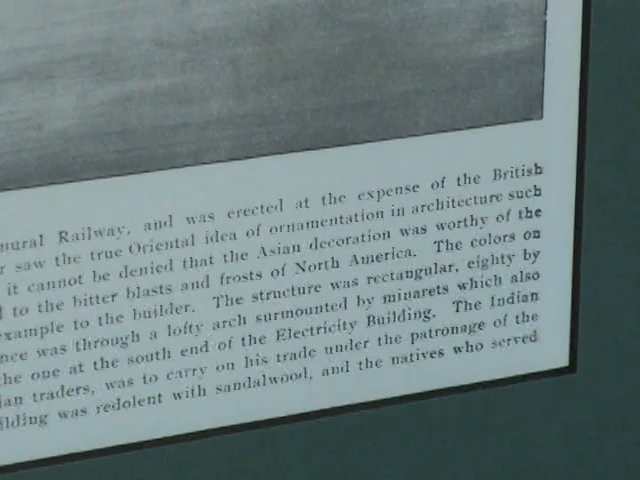 mural Railway, and was erected at the expense of the British
r saw the true Oriental idea of ornamentation in architecture such
it cannot be denied that the Asian decoration was worthy of the
d to the bitter blasts and frosts of North America. The colors on
example to the builder. The structure was rectangular, eighty by
nce was through a lofty arch surmounted by minarets which also
he one at the south end of the Electricity Building. The Indian
ian traders, was to carry on his trade under the patronage of the
ilding was redolent with sandalwood, and the natives who served